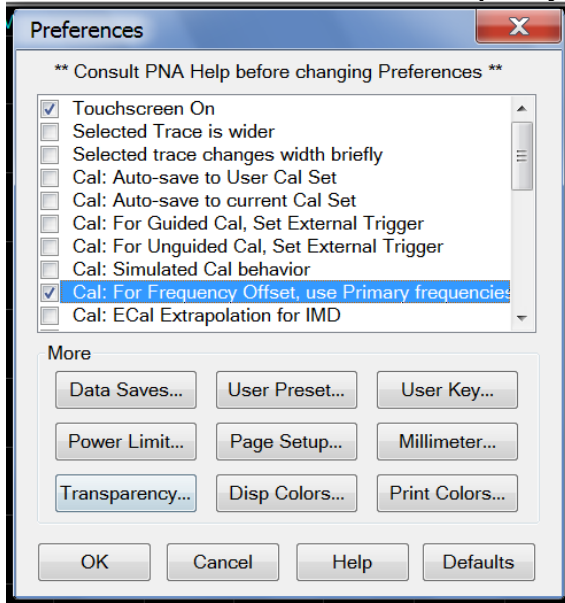 Preferences
X
** Consult PNA Help before changing Preferences **
Touchscreen On
Selected Trace is wider
Selected trace changes width briefly
Cal: Auto-save to User Cal Set
Cal: Auto-save to current Cal Set
Cal: For Guided Cal, Set External Trigger
Cal: For Unguided Cal, Set External Trigger
Cal: Simulated Cal behavior
Cal: For Frequency Offset, use Primary frequencies
Cal: ECal Extrapolation for IMD
More
Data Saves... User Preset... User Key...
Power Limit... Page Setup... Millimeter...
Transparency... Disp Colors... Print Colors...
OK Cancel Help Defaults